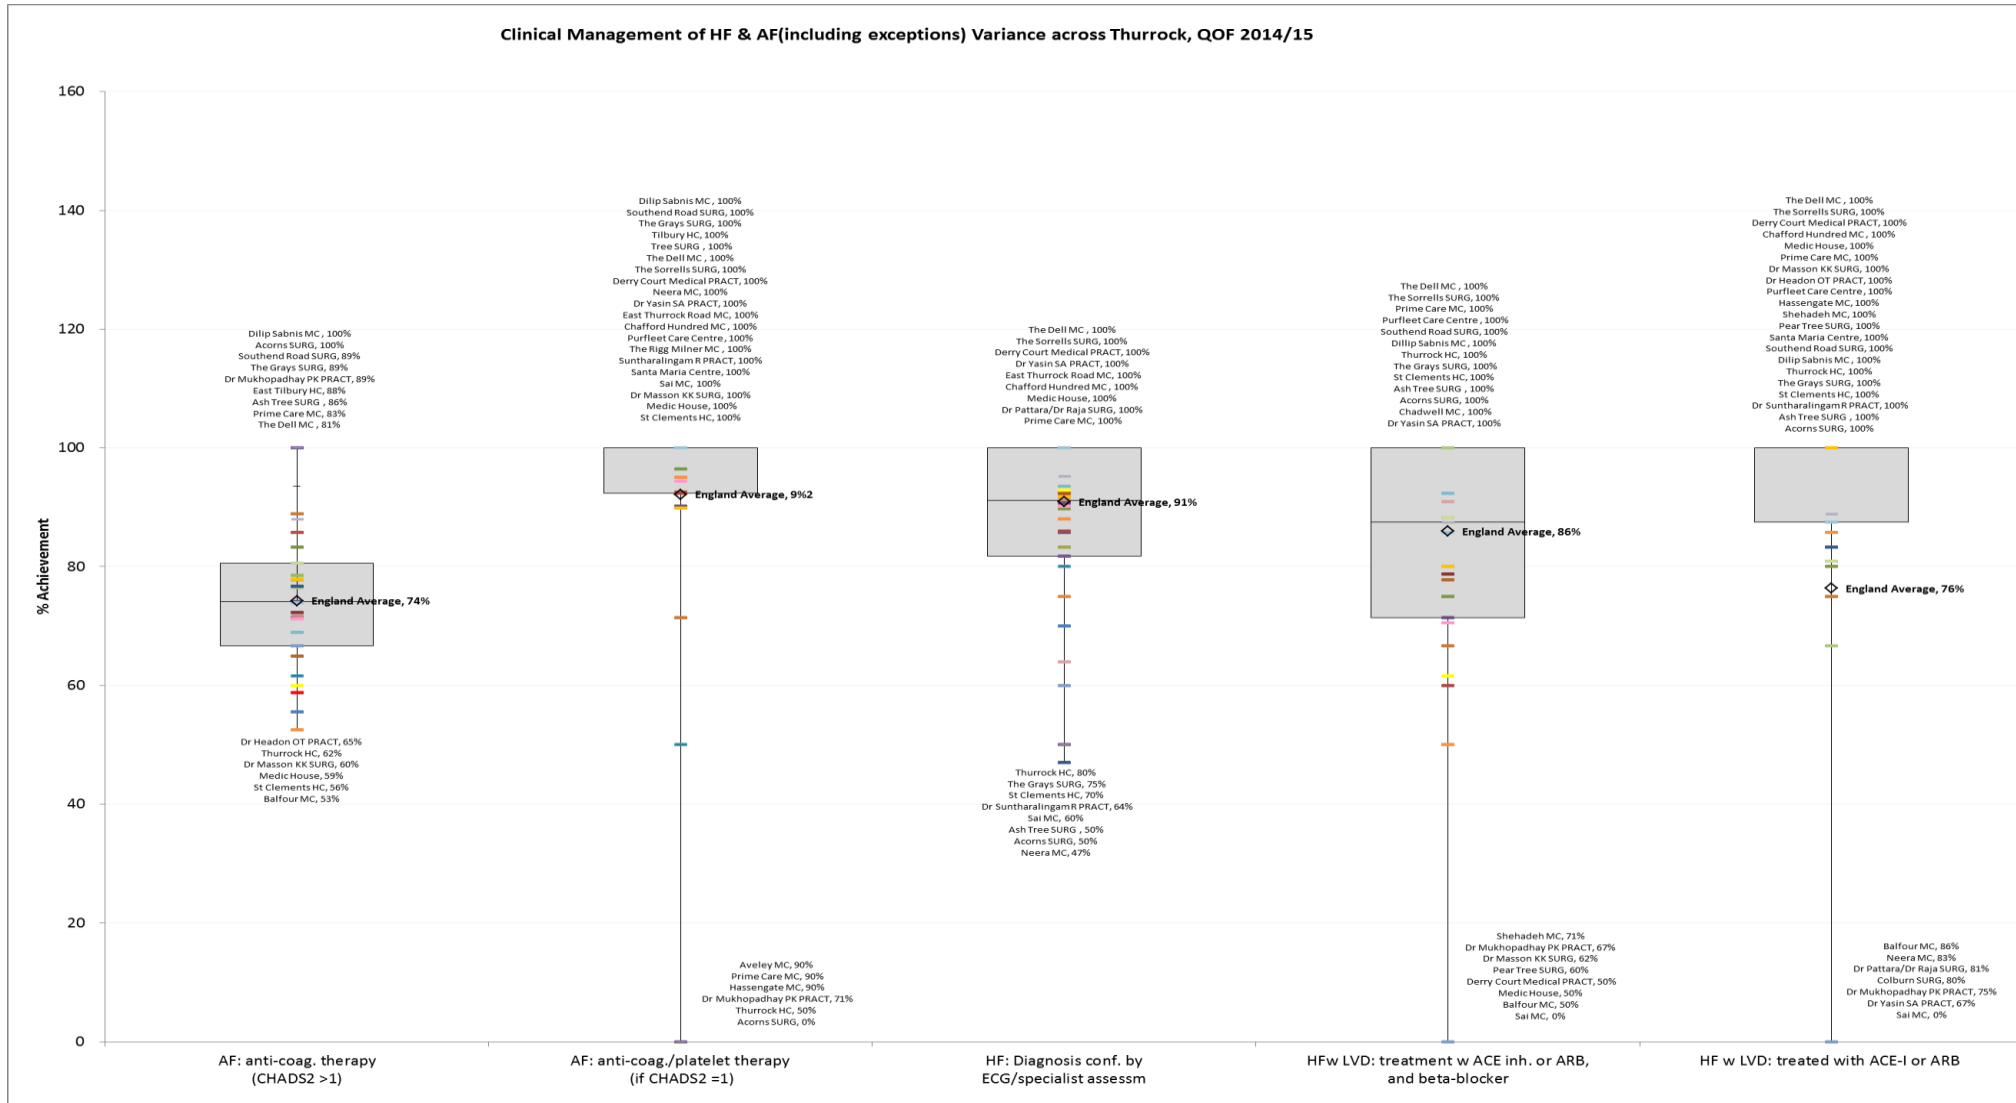 Clinical Management of HF & AF(including exceptions) Variance across Thurrock, QOF 2014/15
% Achievement
160
140
120
100
80
60
40
20
0
Dilip Sabnis MC , 100%
Acorns SURG, 100%
Southend Road SURG, 89%
The Grays SURG, 89%
Dr Mukhopadhay PK PRACT, 89%
East Tilbury HC, 88%
Ash Tree SURG , 86%
Prime Care MC, 83%
The Dell MC , 81%
England Average, 74%
Dr Headon OT PRACT, 65%
Thurrock HC, 62%
Dr Masson KK SURG, 60%
Medic House, 59%
St Clements HC, 56%
Balfour MC, 53%
AF: anti-coag. therapy
(CHADS2 >1)
Dilip Sabnis MC , 100%
Southend Road SURG, 100%
The Grays SURG, 100%
Tilbury HC, 100%
Tree SURG , 100%
The Dell MC , 100%
The Sorrells SURG, 100%
Derry Court Medical PRACT, 100%
Neera MC, 100%
Dr Yasin SA PRACT, 100%
East Thurrock Road MC, 100%
Chafford Hundred MC , 100%
Purfleet Care Centre, 100%
The Rigg Milner MC , 100%
Suntharalingam R PRACT, 100%
Santa Maria Centre, 100%
Sai MC, 100%
Dr Masson KK SURG, 100%
Medic House, 100%
St Clements HC, 100%
England Average, 9%2
Aveley MC, 90%
Prime Care MC, 90%
Hassengate MC, 90%
Dr Mukhopadhay PK PRACT, 71%
Thurrock HC, 50%
Acorns SURG, 0%
AF: anti-coag./platelet therapy
(if CHADS2 =1)
The Dell MC , 100%
The Sorrells SURG, 100%
Derry Court Medical PRACT, 100%
Dr Yasin SA PRACT, 100%
East Thurrock Road MC, 100%
Chafford Hundred MC , 100%
Medic House, 100%
Dr Pattara/Dr Raja SURG, 100%
Prime Care MC, 100%
England Average, 91%
Thurrock HC, 80%
The Grays SURG, 75%
St Clements HC, 70%
Dr Suntharalingam R PRACT, 64%
Sai MC, 60%
Ash Tree SURG , 50%
Acorns SURG, 50%
Neera MC, 47%
HF: Diagnosis conf. by
ECG/specialist assessm
The Dell MC , 100%
The Sorrells SURG, 100%
Prime Care MC, 100%
Purfleet Care Centre , 100%
Southend Road SURG, 100%
Dillip Sabnis MC, 100%
Thurrock HC, 100%
The Grays SURG, 100%
St Clements HC, 100%
Ash Tree SURG , 100%
Acorns SURG, 100%
Chadwell MC, 100%
Dr Yasin SA PRACT, 100%
England Average, 86%
Shehadeh MC, 71%
Dr Mukhopadhay PK PRACT, 67%
Dr Masson KK SURG, 62%
Pear Tree SURG, 60%
Derry Court Medical PRACT, 50%
Medic House, 50%
Balfour MC, 50%
Sai MC, 0%
HFw LVD: treatment w ACE inh. or ARB,
and beta-blocker
The Dell MC , 100%
The Sorrells SURG, 100%
Derry Court Medical PRACT, 100%
Chafford Hundred MC , 100%
Medic House, 100%
Prime Care MC, 100%
Dr Masson KK SURG, 100%
Dr Headon OT PRACT, 100%
Purfleet Care Centre, 100%
Hassengate MC, 100%
Shehadeh MC, 100%
Pear Tree SURG, 100%
Santa Maria Centre, 100%
Southend Road SURG, 100%
Dilip Sabnis MC, 100%
Thurrock HC, 100%
The Grays SURG, 100%
St Clements HC, 100%
Dr Suntharalingam R PRACT, 100%
Ash Tree SURG , 100%
Acorns SURG, 100%
England Average, 76%
Balfour MC, 86%
Neera MC, 83%
Dr Pattara/Dr Raja SURG, 81%
Colburn SURG, 80%
Dr Mukhopadhay PK PRACT, 75%
Dr Yasin SA PRACT, 67%
Sai MC, 0%
HF w LVD: treated with ACE-I or ARB